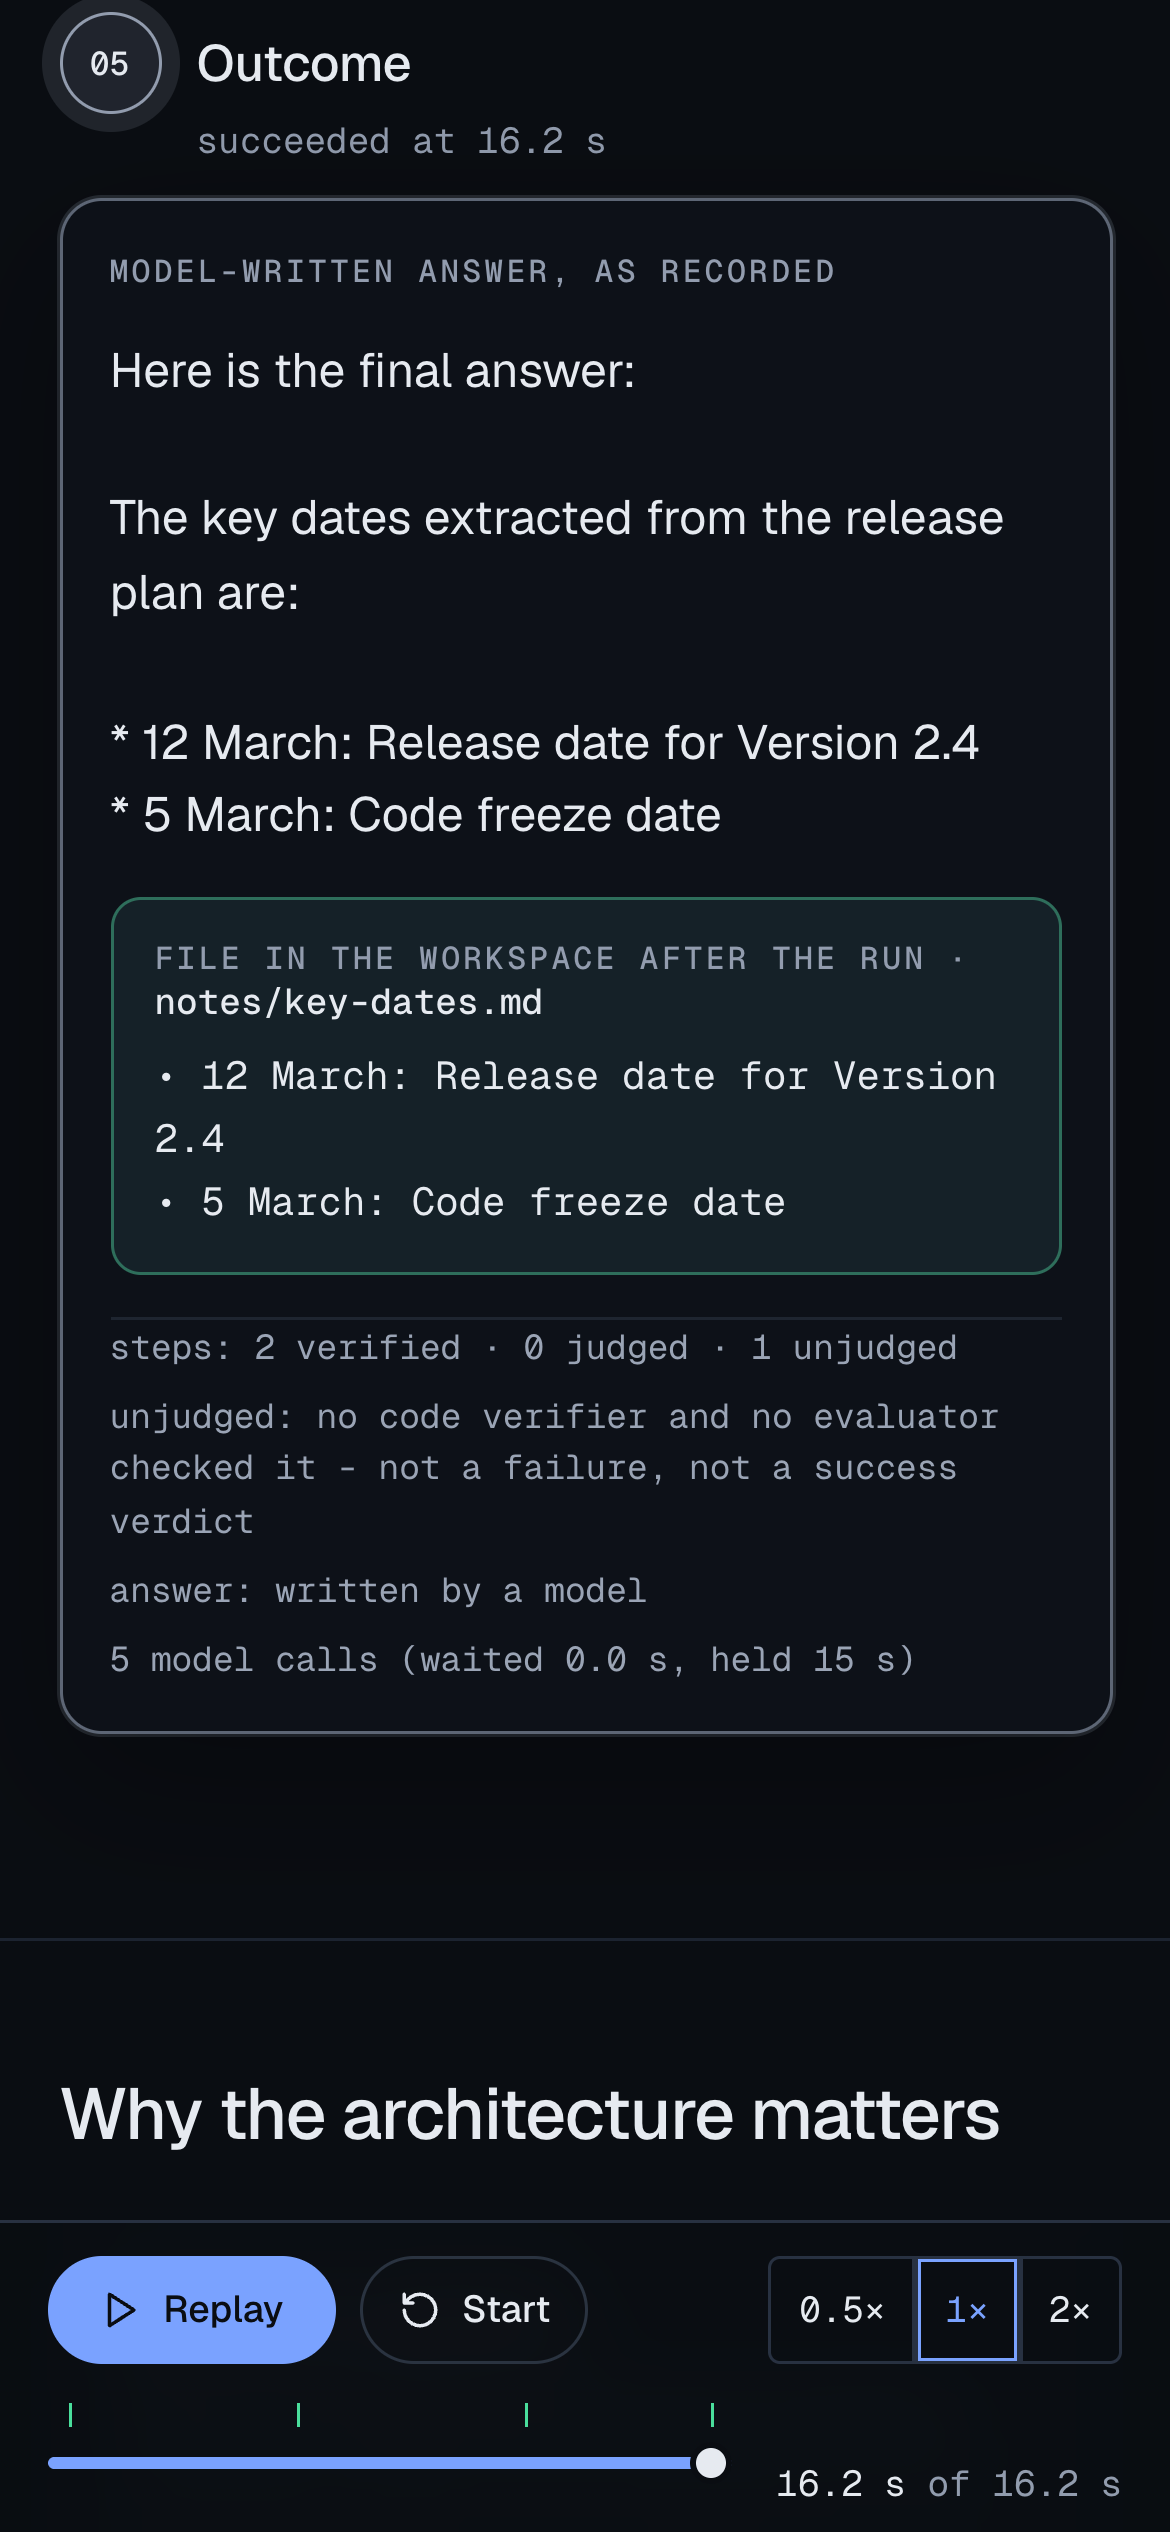 05
Outcome
succeeded at 16.2 s
MODEL-WRITTEN ANSWER, AS RECORDED
Here is the final answer:
The key dates extracted from the release
plan are:
* 12 March: Release date for Version 2.4
* 5 March: Code freeze date
FILE IN THE WORKSPACE AFTER THE RUN ·
notes/key-dates.md
• 12 March: Release date for Version
2.4
• 5 March: Code freeze date
steps: 2 verified · 0 judged · 1 unjudged
unjudged: no code verifier and no evaluator
checked it – not a failure, not a success
verdict
answer: written by a model
5 model calls (waited 0.0 s, held 15 s)
Why the architecture matters
Replay
Start
0.5×
1×
2×
16.2 s of 16.2 s